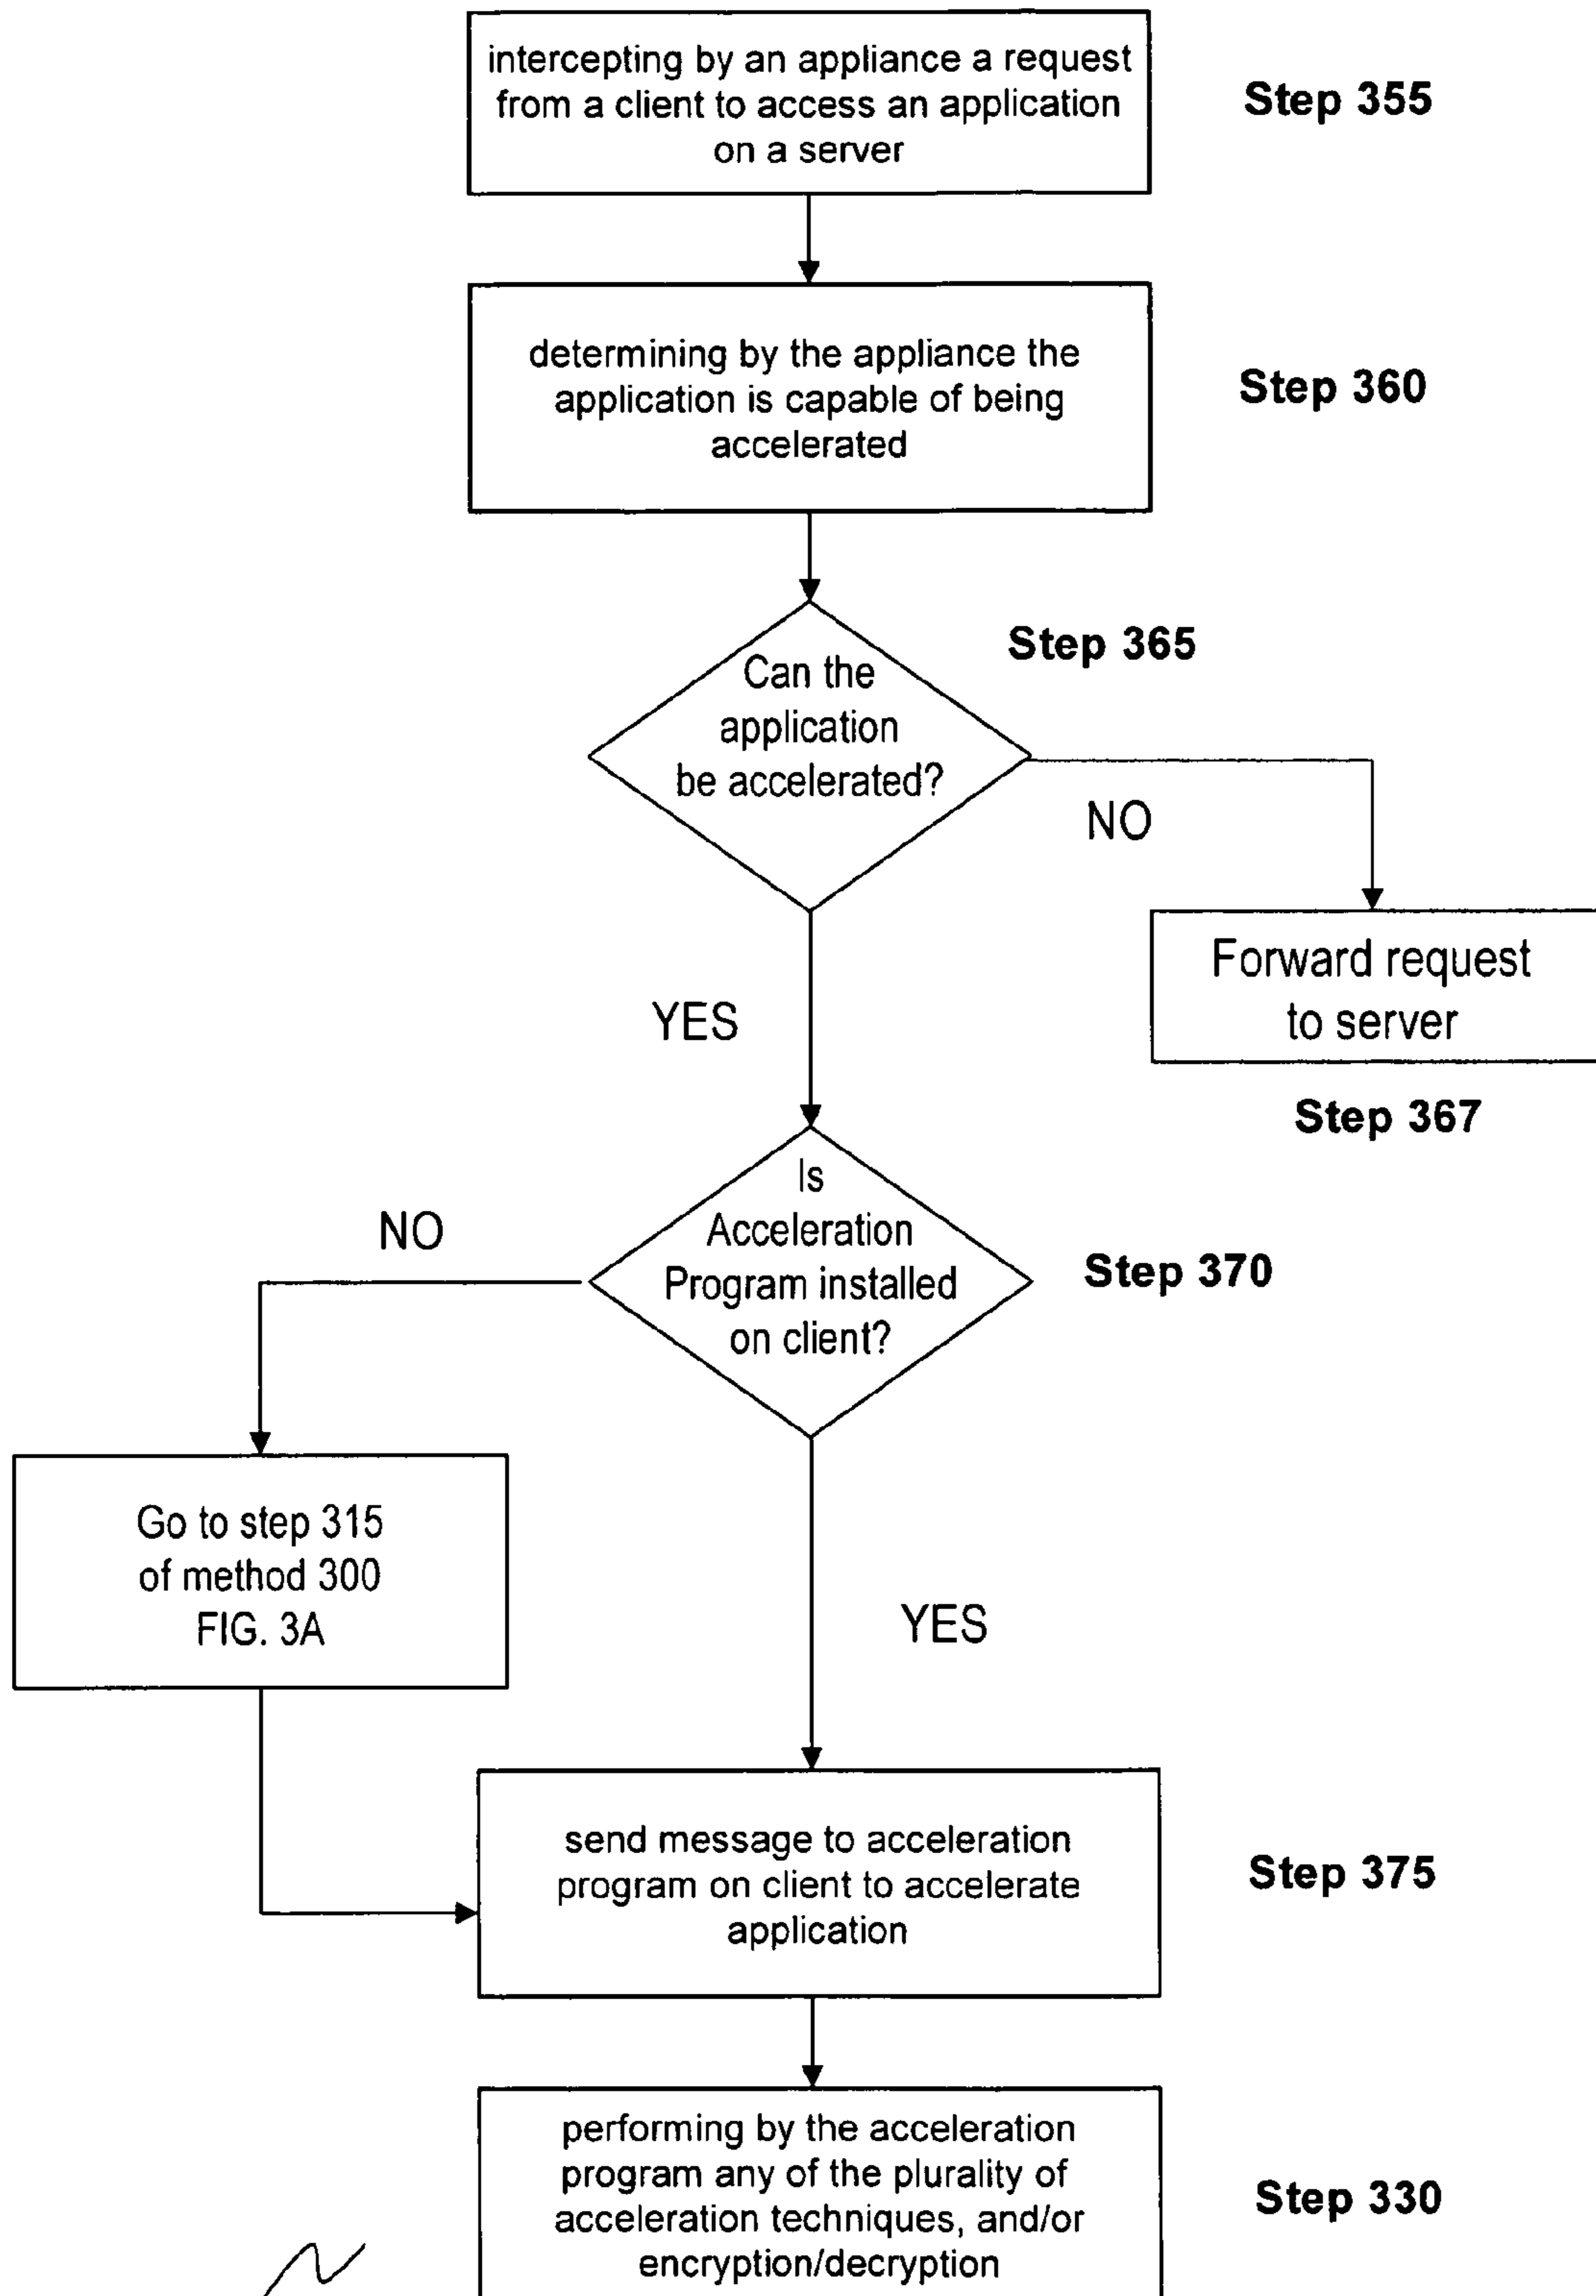 intercepting by an appliance a request
from a client to access an application
on a server
Step 355
determining by the appliance the
application is capable of being
accelerated
Step 360
Step 365
Can the
application
be accelerated?
NO
Forward request
to server
Step 367
YES
Is
Acceleration
Program installed
on client?
Step 370
NO
Go to step 315
of method 300
FIG. 3A
YES
send message to acceleration
program on client to accelerate
application
Step 375
performing by the acceleration
program any of the plurality of
acceleration techniques, and/or
encryption/decryption
Step 330